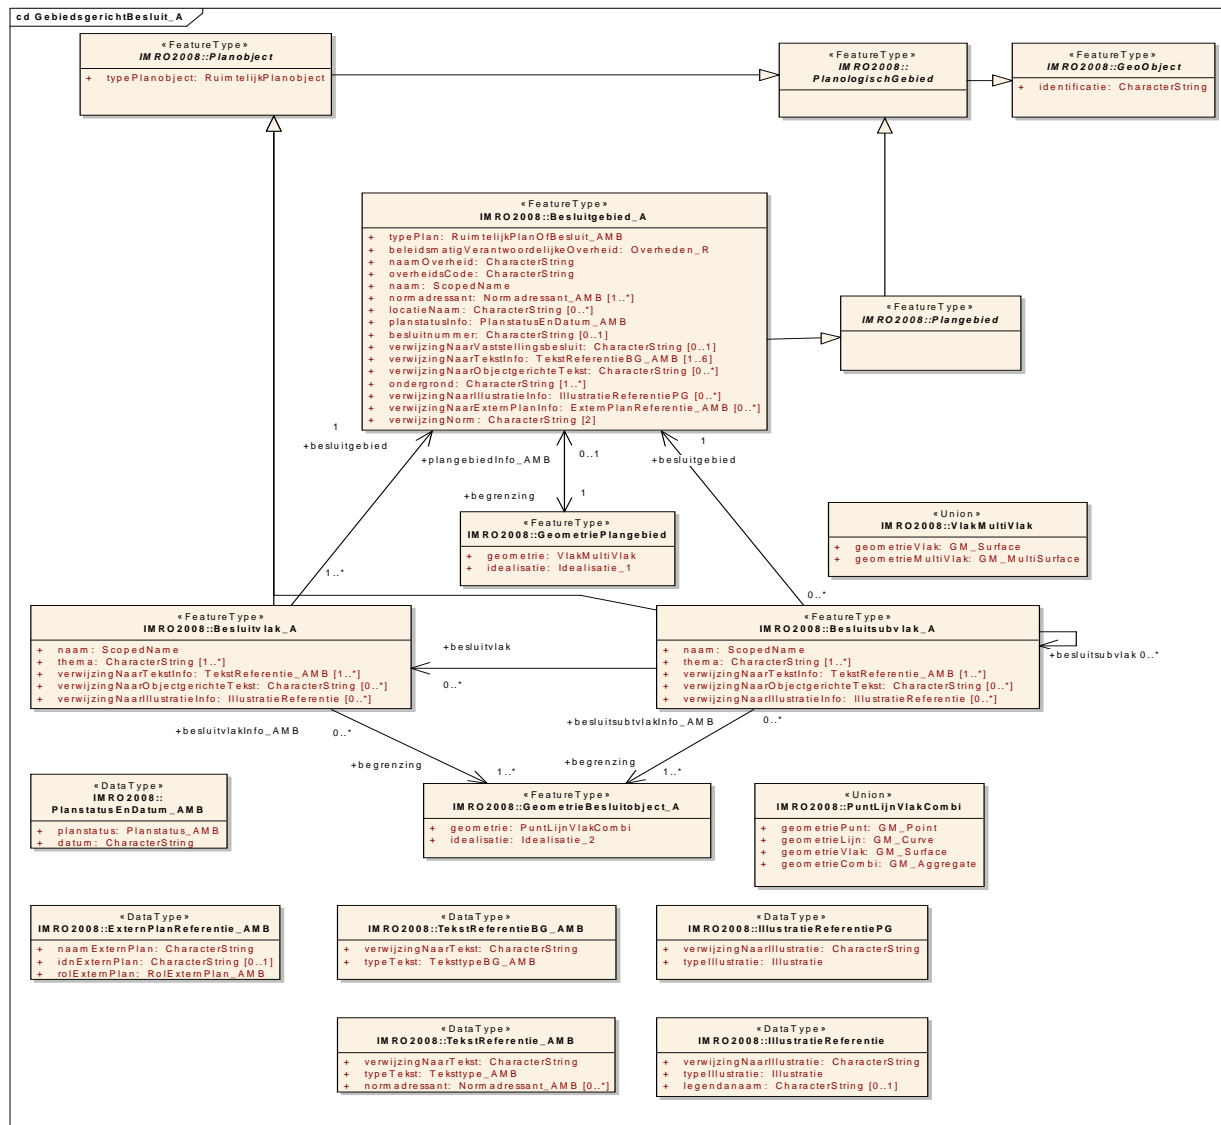 cd GebiedsgerichtBesluit_A
«FeatureType»
IMRO2008::Planobject
+ typePlanobject: RuimtelijkPlanobject
«FeatureType»
IMRO2008::
PlanologischGebied
«FeatureType»
IMRO2008::GeoObject
+ identificatie: CharacterString
«FeatureType»
IMRO2008::Besluitgebied_A
+ typePlan: RuimtelijkPlanOfBesluit_AMB
+ beleidsmatigVerantwoordelijkeOverheid: Overheden_R
+ naamOverheid: CharacterString
+ overheidsCode: CharacterString
+ naam: ScopedName
+ normadressant: Normadressant_AMB [1..*]
+ locatieNaam: CharacterString [0..*]
+ planstatusInfo: PlanstatusEnDatum_AMB
+ besluitnummer: CharacterString [0..1]
+ verwijzingNaarVaststellingsbesluit: CharacterString [0..1]
+ verwijzingNaarTekstInfo: TekstReferentieBG_AMB [1..6]
+ verwijzingNaarObjectgerichteTekst: CharacterString [0..*]
+ ondergrond: CharacterString [1..*]
+ verwijzingNaarIllustratieInfo: IllustratieReferentiePG [0..*]
+ verwijzingNaarExternPlanInfo: ExternPlanReferentie_AMB [0..*]
+ verwijzingNorm: CharacterString [2]
«FeatureType»
IMRO2008::Plangebied
1
+besluitgebied
+plangebiedInfo_AMB
0..1
1
+besluitgebied
+begrenzing
1
«FeatureType»
IMRO2008::GeometriePlangebied
+ geometrie: VlakMultiVlak
+ idealisatie: Idealisatie_1
«Union»
IMRO2008::VlakMultiVlak
+ geometrieVlak: GM_Surface
+ geometrieMultiVlak: GM_MultiSurface
1..*
0..*
«FeatureType»
IMRO2008::Besluitvlak_A
+ naam: ScopedName
+ thema: CharacterString [1..*]
+ verwijzingNaarTekstInfo: TekstReferentie_AMB [1..*]
+ verwijzingNaarObjectgerichteTekst: CharacterString [0..*]
+ verwijzingNaarIllustratieInfo: IllustratieReferentie [0..*]
+besluitvlak
0..*
«FeatureType»
IMRO2008::Besluitsubvlak_A
+ naam: ScopedName
+ thema: CharacterString [1..*]
+ verwijzingNaarTekstInfo: TekstReferentie_AMB [1..*]
+ verwijzingNaarObjectgerichteTekst: CharacterString [0..*]
+ verwijzingNaarIllustratieInfo: IllustratieReferentie [0..*]
+besluitsubvlak 0..*
+besluitvlakInfo_AMB
0..*
+besluitsubtvlakInfo_AMB
0..*
+begrenzing
1..*
+begrenzing
1..*
«DataType»
IMRO2008::
PlanstatusEnDatum_AMB
+ planstatus: Planstatus_AMB
+ datum: CharacterString
«FeatureType»
IMRO2008::GeometrieBesluitobject_A
+ geometrie: PuntLijnVlakCombi
+ idealisatie: Idealisatie_2
«Union»
IMRO2008::PuntLijnVlakCombi
+ geometriePunt: GM_Point
+ geometrieLijn: GM_Curve
+ geometrieVlak: GM_Surface
+ geometrieCombi: GM_Aggregate
«DataType»
IMRO2008::ExternPlanReferentie_AMB
+ naamExternPlan: CharacterString
+ idnExternPlan: CharacterString [0..1]
+ rolExternPlan: RolExternPlan_AMB
«DataType»
IMRO2008::TekstReferentieBG_AMB
+ verwijzingNaarTekst: CharacterString
+ typeTekst: TeksttypeBG_AMB
«DataType»
IMRO2008::IllustratieReferentiePG
+ verwijzingNaarIllustratie: CharacterString
+ typeIllustratie: Illustratie
«DataType»
IMRO2008::TekstReferentie_AMB
+ verwijzingNaarTekst: CharacterString
+ typeTekst: Teksttype_AMB
+ normadressant: Normadressant_AMB [0..*]
«DataType»
IMRO2008::IllustratieReferentie
+ verwijzingNaarIllustratie: CharacterString
+ typeIllustratie: Illustratie
+ legendanaam: CharacterString [0..1]